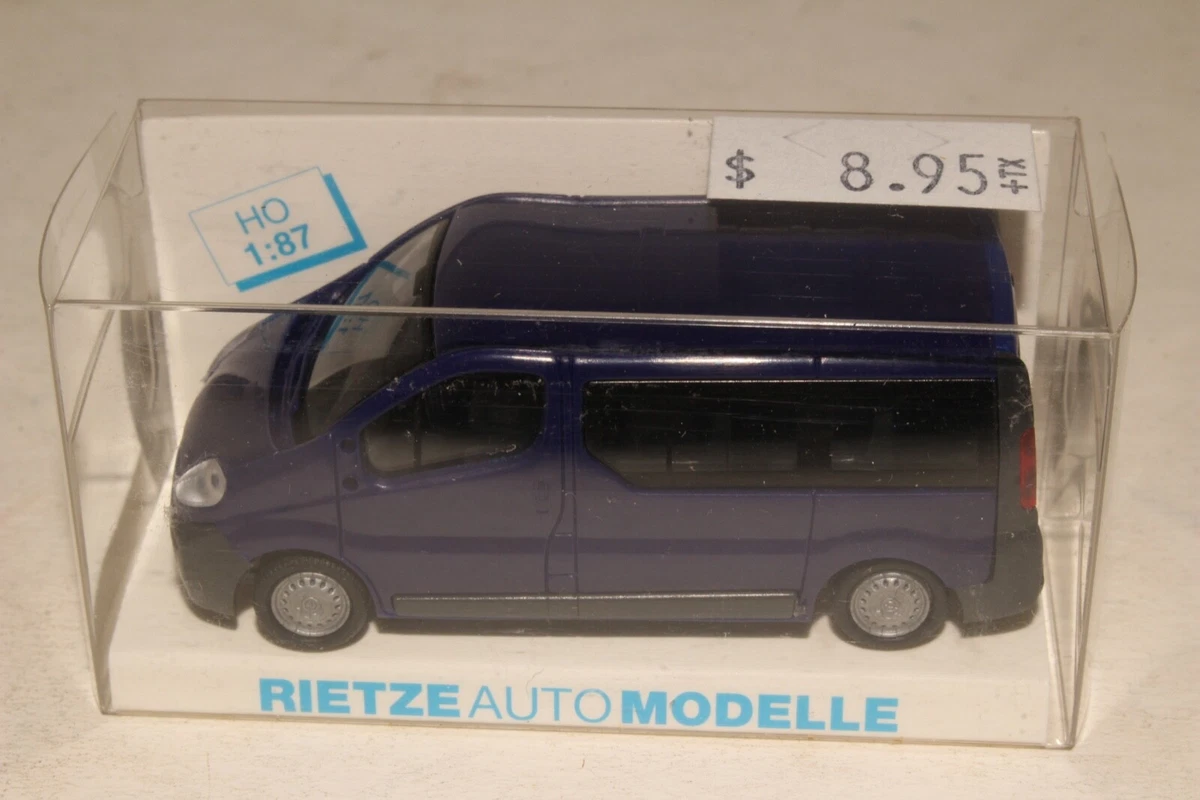 $ 8.95 +TX
HO
1:87
RIETZE AUTO MODELLE